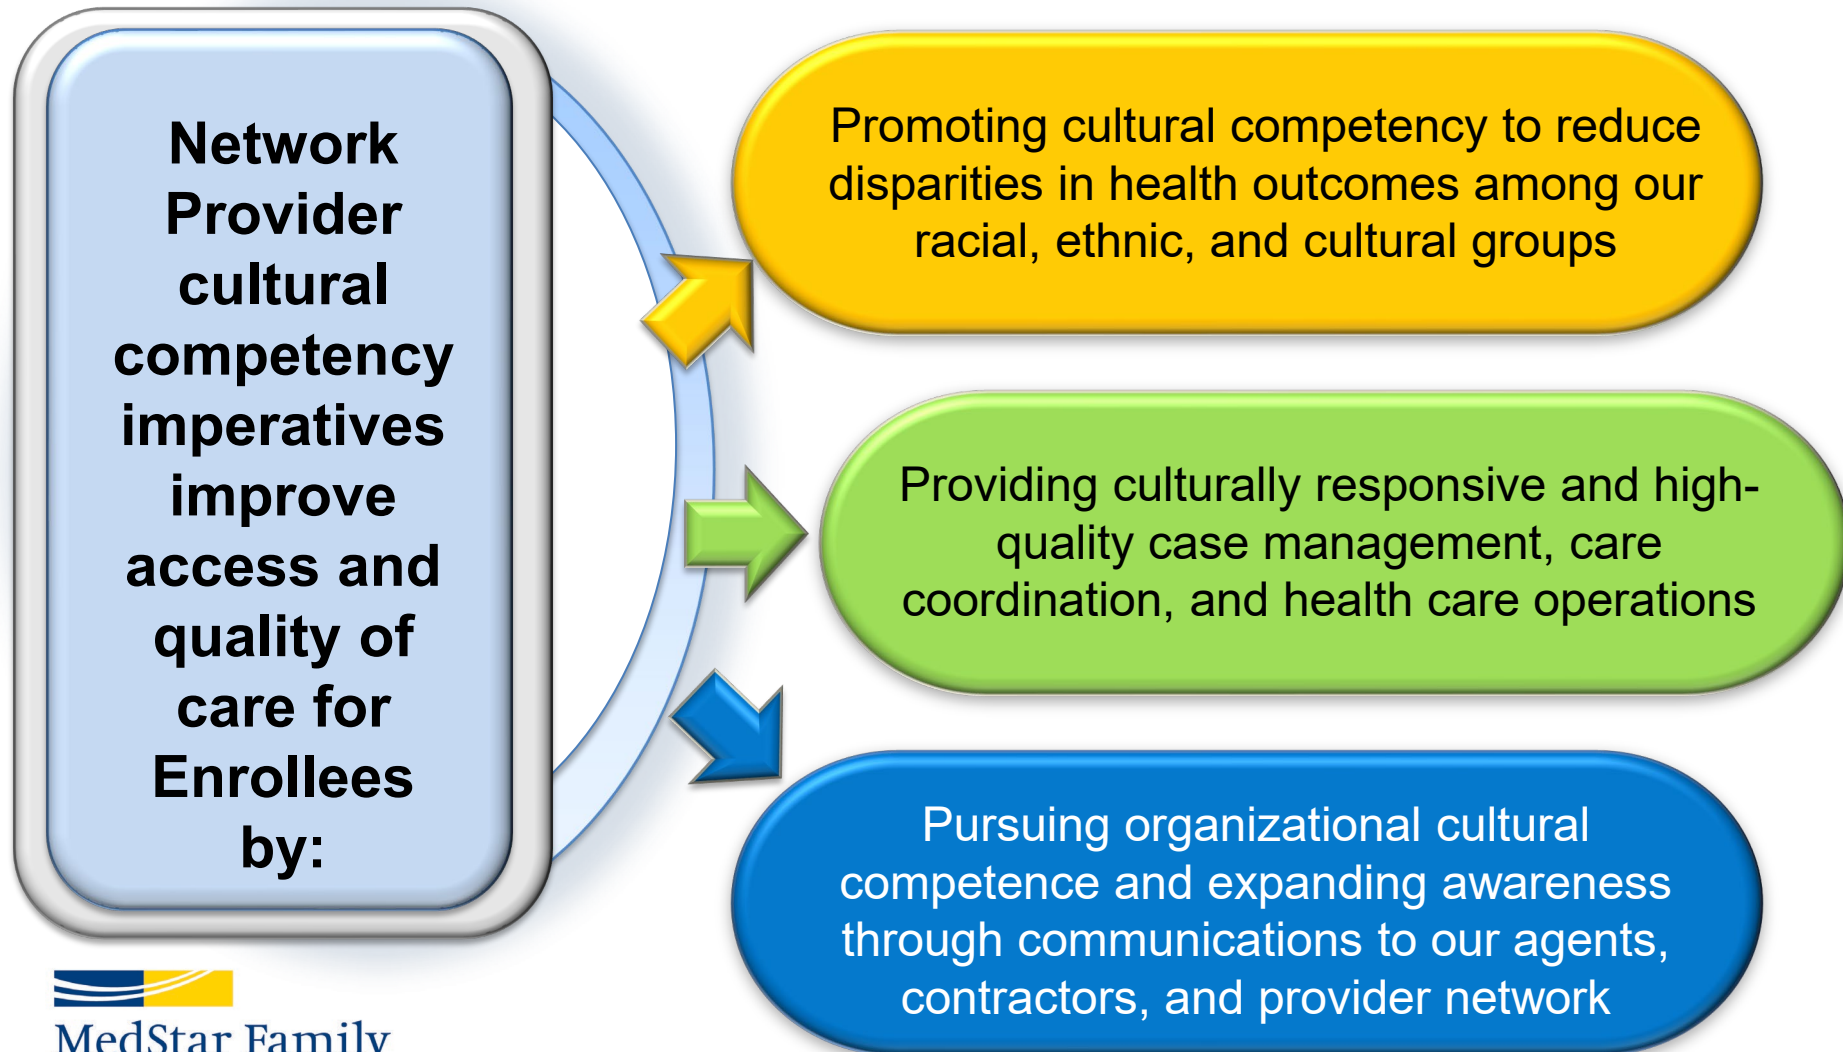 Network
Provider
cultural
competency
imperatives
improve
access and
quality of
care for
Enrollees
by:
Promoting cultural competency to reduce
disparities in health outcomes among our
racial, ethnic, and cultural groups
Providing culturally responsive and high-
quality case management, care
coordination, and health care operations
Pursuing organizational cultural
competence and expanding awareness
through communications to our agents,
contractors, and provider network
MedStar Family